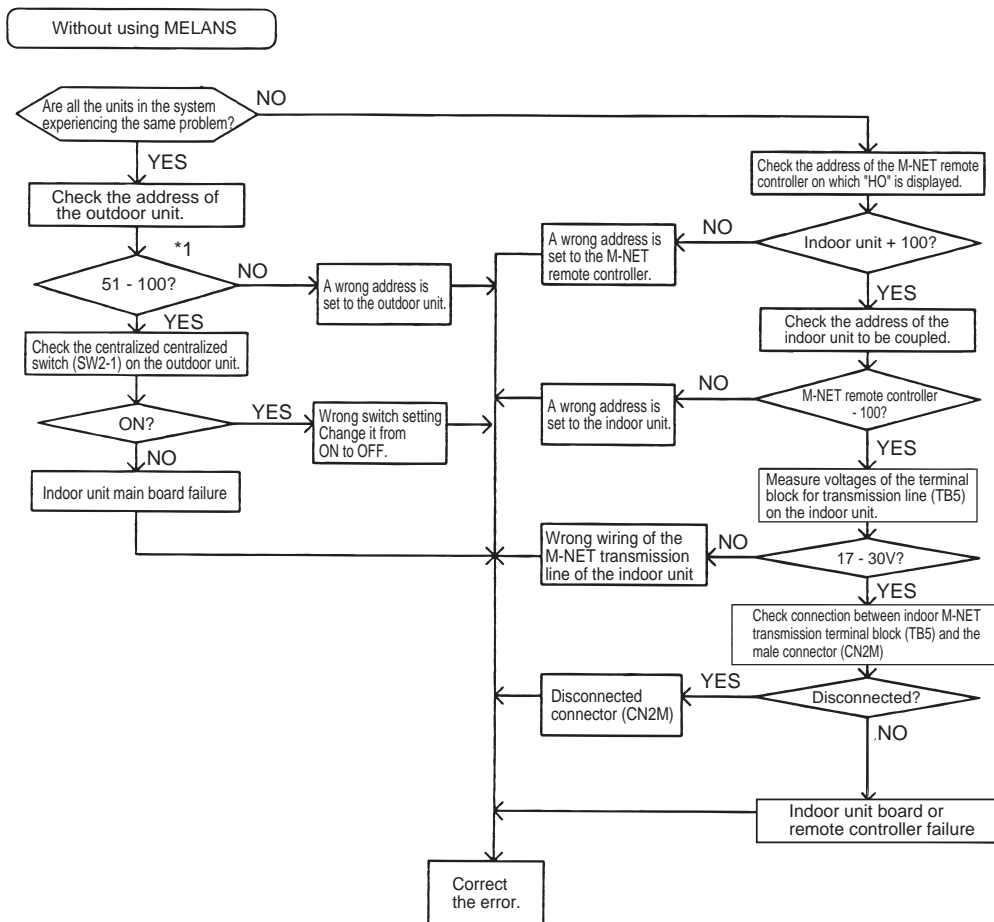 Without using MELANS
Are all the units in the system
experiencing the same problem?
NO
YES
Check the address of
the outdoor unit.
*1
51 - 100?
NO
A wrong address is
set to the outdoor unit.
YES
Check the centralized centralized
switch (SW2-1) on the outdoor unit.
ON?
YES
Wrong switch setting
Change it from
ON to OFF.
NO
Indoor unit main board failure
Check the address of the M-NET remote
controller on which "HO" is displayed.
Indoor unit + 100?
NO
A wrong address is
set to the M-NET
remote controller.
YES
Check the address of the
indoor unit to be coupled.
M-NET remote controller
- 100?
NO
A wrong address is
set to the indoor unit.
YES
Measure voltages of the terminal
block for transmission line (TB5)
on the indoor unit.
17 - 30V?
NO
Wrong wiring of the
M-NET transmission
line of the indoor unit
YES
Check connection between indoor M-NET
transmission terminal block (TB5) and the
male connector (CN2M)
Disconnected?
YES
Disconnected
connector (CN2M)
NO
Indoor unit board or
remote controller failure
Correct
the error.